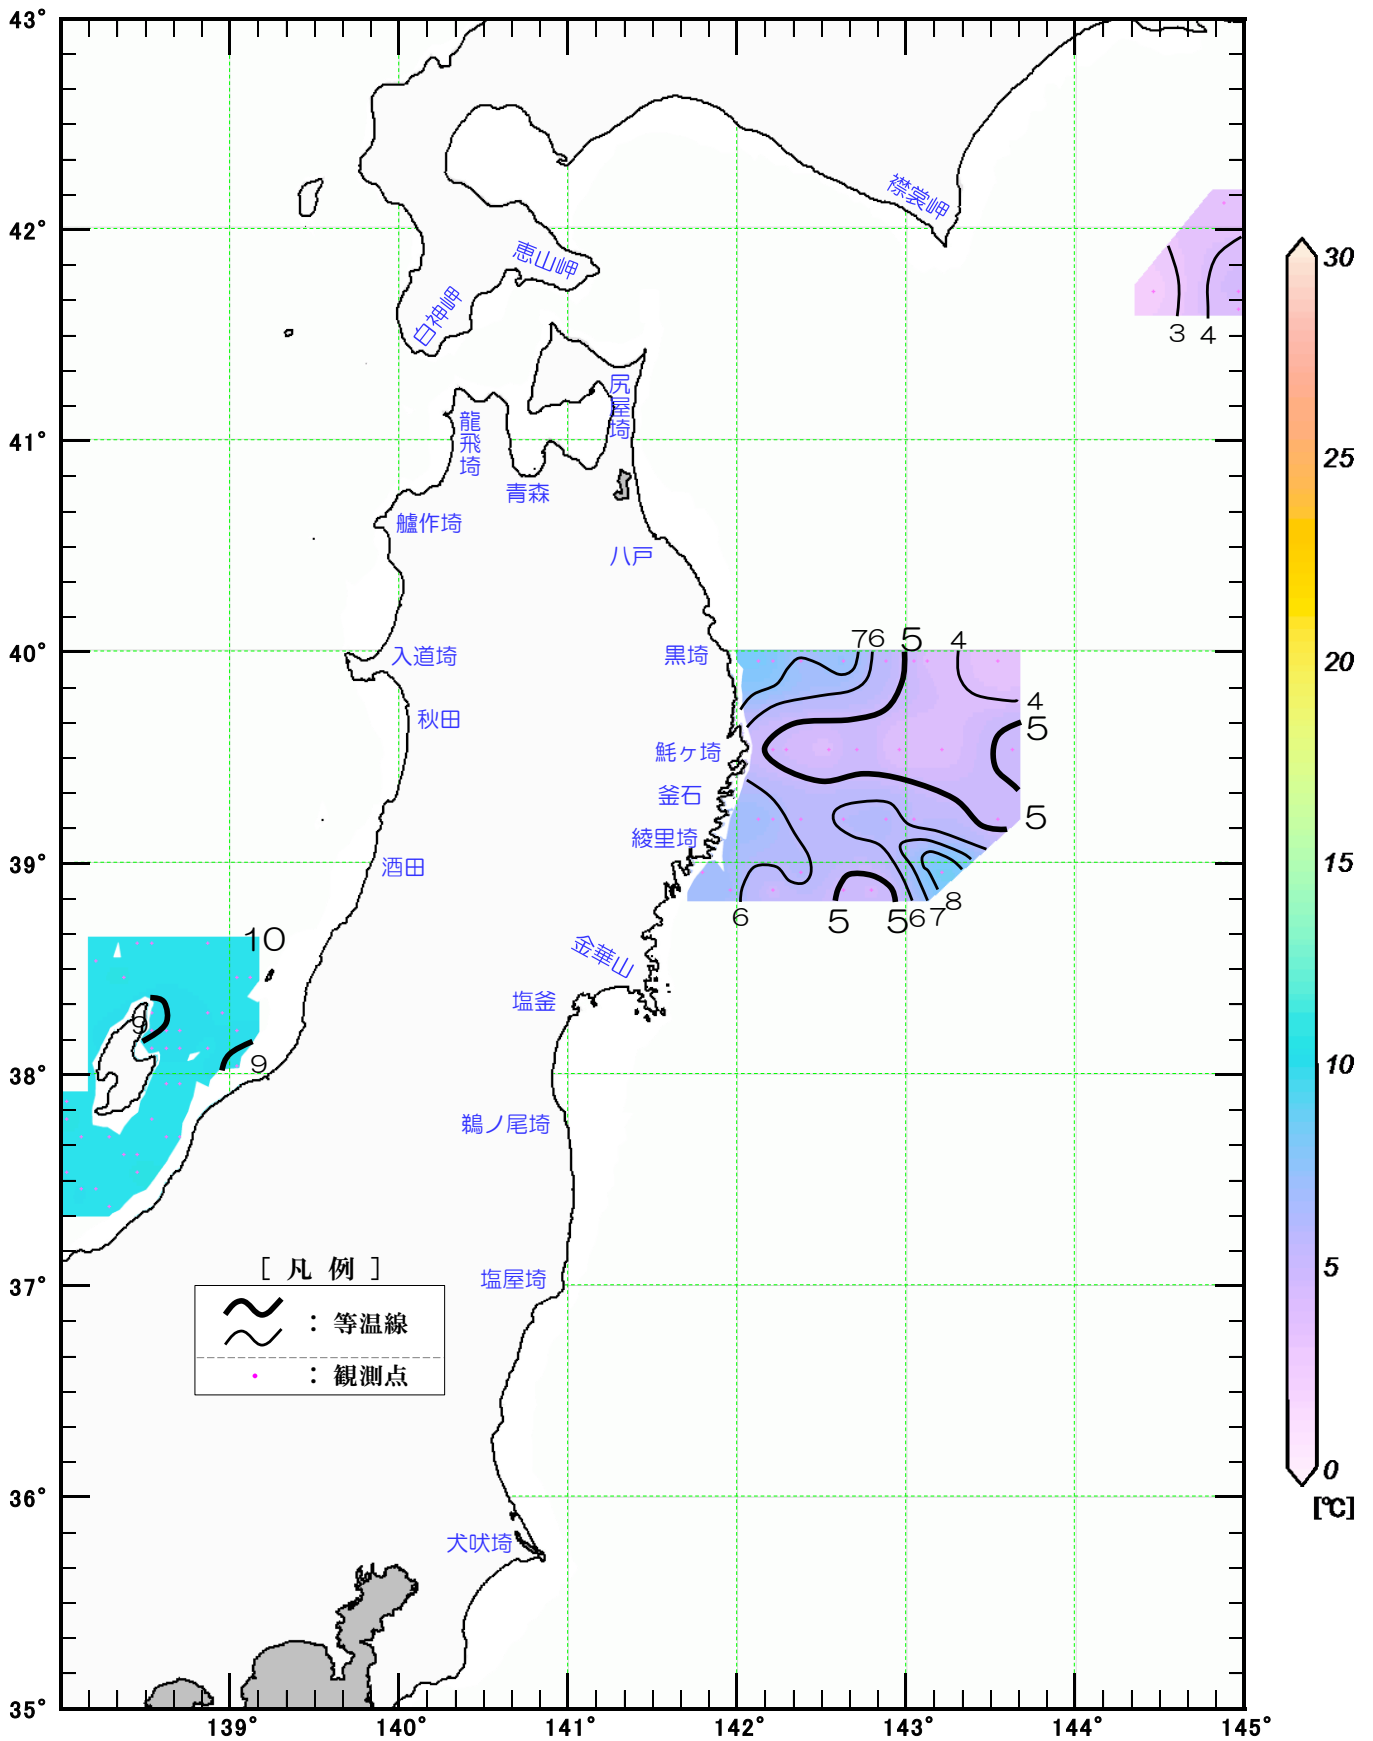 43°
42°
41°
40°
39°
38°
37°
36°
35°
139°
140°
141°
142°
143°
144°
145°
襟裳岬
恵山岬
白神岬
3 4
尻屋埼
龍飛埼
青森
艫作埼
八戸
入道埼
黒埼
7 6 5 4
秋田
4
5
魹ヶ埼
釜石
5
綾里埼
酒田
6 5 5 6 7 8
10
金華山
9
塩釜
9
鵜ノ尾埼
塩屋埼
[ 凡 例 ]
: 等温線
: 観測点
犬吠埼
30
25
20
15
10
5
0
[℃]